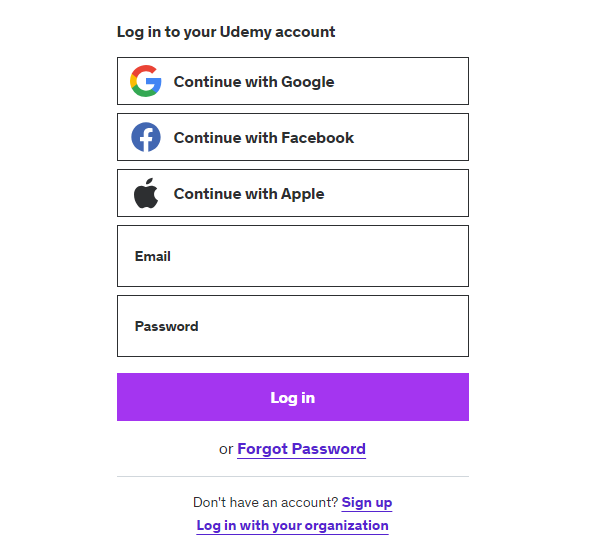 Log in to your Udemy account
Continue with Google
Continue with Facebook
Continue with Apple
Email
Password
Log in
or Forgot Password
Don't have an account? Sign up
Log in with your organization